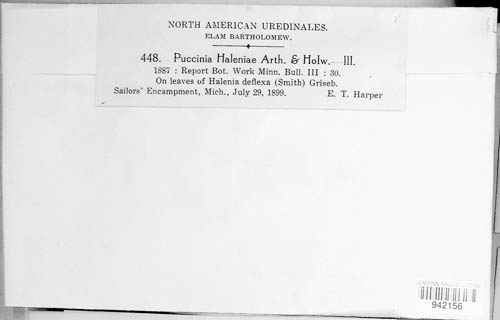 NORTH AMERICAN UREDINALES.
ELAM BARTHOLOMEW.
448. Puccinia Haleniae Arth. & Holw.—III.
1887 : Report Bot. Work Minn. Bull. III : 30.
On leaves of Halenia deflexa (Smith) Griseb.
Sailors' Encampment, Mich., July 29, 1899. E. T. Harper
942156